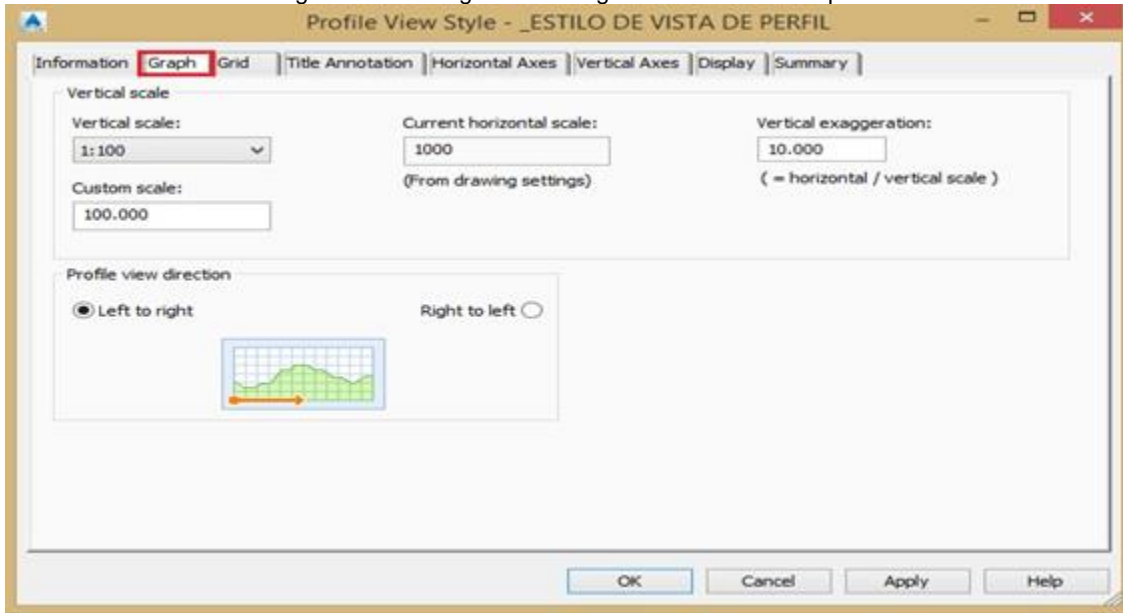 Profile View Style - _ESTILO DE VISTA DE PERFIL
Information Graph Grid Title Annotation Horizontal Axes Vertical Axes Display Summary
Vertical scale
Vertical scale: Current horizontal scale: Vertical exaggeration:
1:100 1000 10.000
(From drawing settings) ( = horizontal / vertical scale )
Custom scale:
100.000
Profile view direction
Left to right Right to left
OK Cancel Apply Help